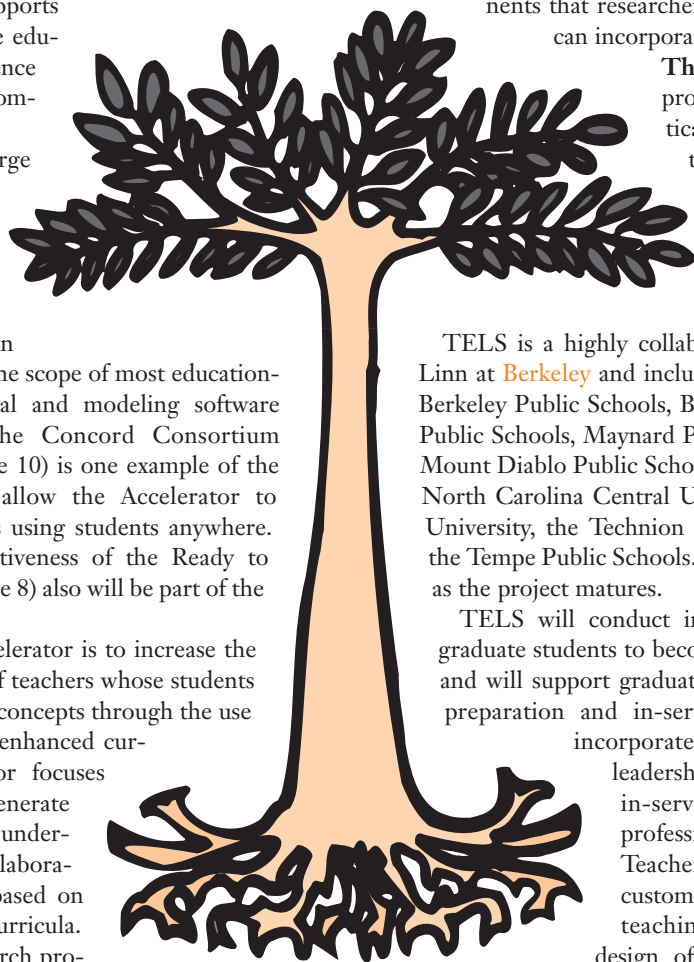 pports
e edu-
ence
om-
rge
n
he scope of most education-
al and modeling software
he Concord Consortium
e 10) is one example of the
allow the Accelerator to
s using students anywhere.
tiveness of the Ready to
e 8) also will be part of the
elerator is to increase the
f teachers whose students
concepts through the use
enhanced cur-
or focuses
enerate
under-
labora-
based on
urricula.
rch pro-
nents that researcher
can incorpora
Th
pro
tica
t
TELS is a highly collab
Linn at Berkeley and inclu
Berkeley Public Schools, B
Public Schools, Maynard P
Mount Diablo Public Schoo
North Carolina Central U
University, the Technion
the Tempe Public Schools.
as the project matures.
TELS will conduct in
graduate students to beco
and will support graduat
preparation and in-ser
incorporate
leadersh
in-serv
professi
Teacher
custom
teachin
design of